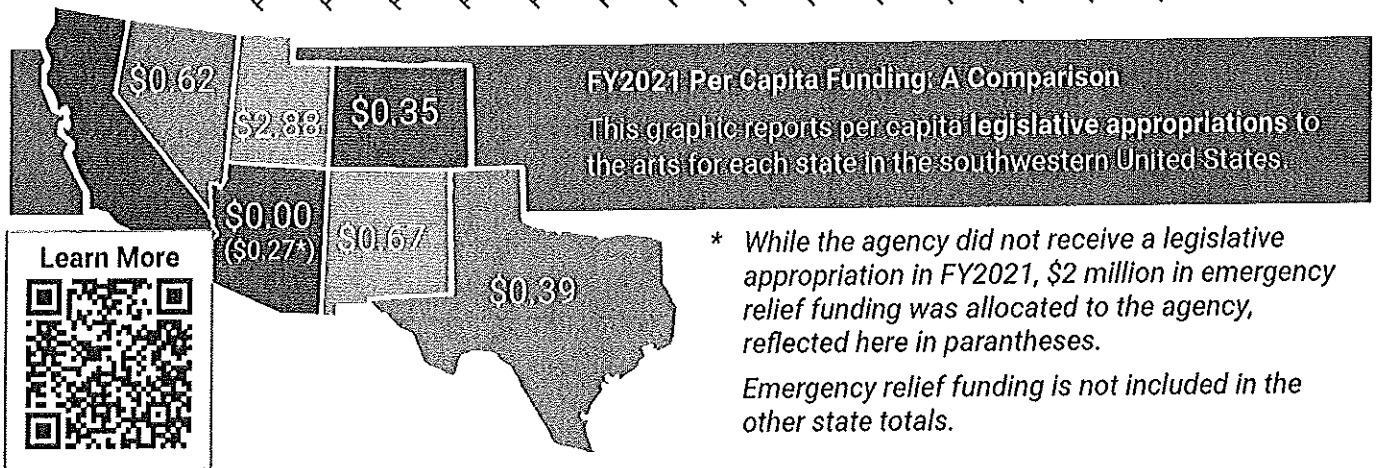 $0.62
$2.88
$0.35
FY2021 Per Capita Funding: A Comparison
This graphic reports per capita legislative appropriations to
the arts for each state in the southwestern United States.
$0.00
($0.27*)
$0.67
$0.39
Learn More
* While the agency did not receive a legislative
appropriation in FY2021, $2 million in emergency
relief funding was allocated to the agency,
reflected here in parantheses.
Emergency relief funding is not included in the
other state totals.